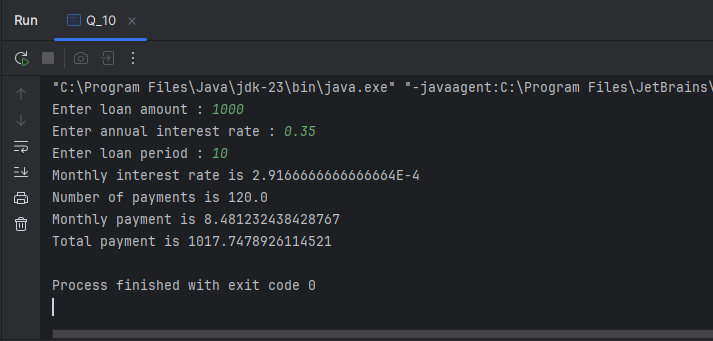 Run Q_10
"C:\Program Files\Java\jdk-23\bin\java.exe" "-javaagent:C:\Program Files\JetBrains\
Enter loan amount : 1000
Enter annual interest rate : 0.35
Enter loan period : 10
Monthly interest rate is 2.9166666666666664E-4
Number of payments is 120.0
Monthly payment is 8.481232438428767
Total payment is 1017.7478926114521
Process finished with exit code 0